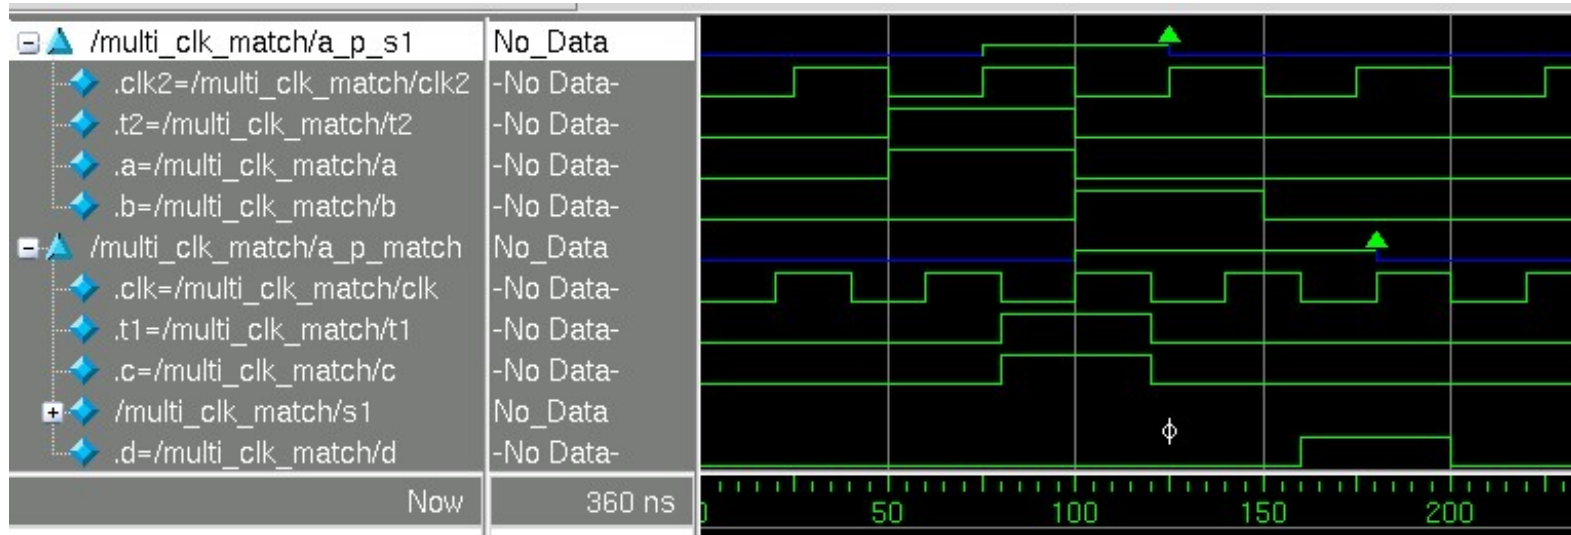 /multi_clk_match/a_p_s1 No_Data
.clk2=/multi_clk_match/clk2 -No Data-
.t2=/multi_clk_match/t2 -No Data-
.a=/multi_clk_match/a -No Data-
.b=/multi_clk_match/b -No Data-
/multi_clk_match/a_p_match No_Data
.clk=/multi_clk_match/clk -No Data-
.t1=/multi_clk_match/t1 -No Data-
.c=/multi_clk_match/c -No Data-
/multi_clk_match/s1 No_Data
.d=/multi_clk_match/d -No Data-
Now 360 ns 50 100 150 200